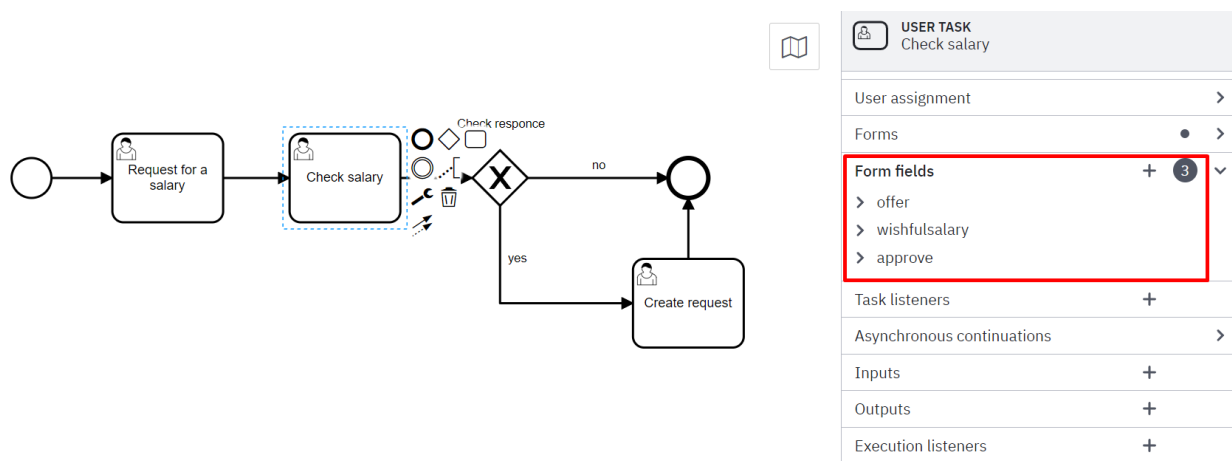 Request for a
salary
Check salary
Check responce
X
no
yes
Create request
USER TASK
Check salary
User assignment
Forms
Form fields
3
offer
wishfulsalary
approve
Task listeners
Asynchronous continuations
Inputs
Outputs
Execution listeners